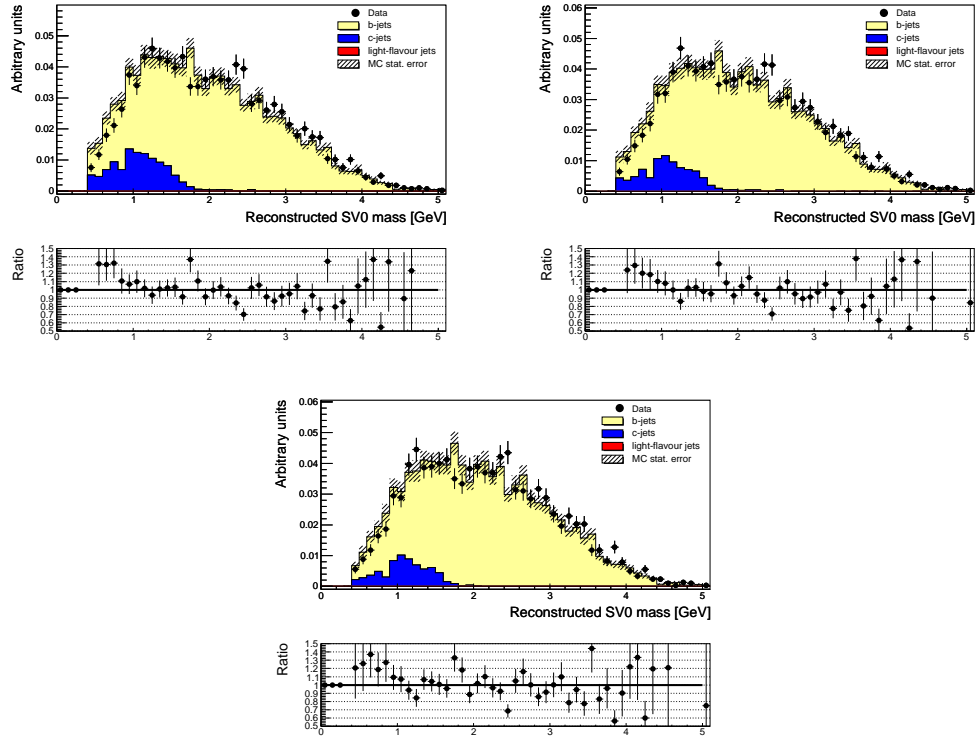 Arbitrary units
0.05
0.04
0.03
0.02
0.01
0
Data
b-jets
c-jets
light-flavour jets
MC stat. error
0 1 2 3 4 5
Reconstructed SV0 mass [GeV]
Ratio
1.5
1.4
1.3
1.2
1.1
1
0.9
0.8
0.7
0.6
0.5
0 1 2 3 4 5
Arbitrary units
0.06
0.05
0.04
0.03
0.02
0.01
0
Data
b-jets
c-jets
light-flavour jets
MC stat. error
0 1 2 3 4 5
Reconstructed SV0 mass [GeV]
Ratio
1.5
1.4
1.3
1.2
1.1
1
0.9
0.8
0.7
0.6
0.5
0 1 2 3 4 5
Arbitrary units
0.06
0.05
0.04
0.03
0.02
0.01
0
Data
b-jets
c-jets
light-flavour jets
MC stat. error
0 1 2 3 4 5
Reconstructed SV0 mass [GeV]
Ratio
1.5
1.4
1.3
1.2
1.1
1
0.9
0.8
0.7
0.6
0.5
0 1 2 3 4 5